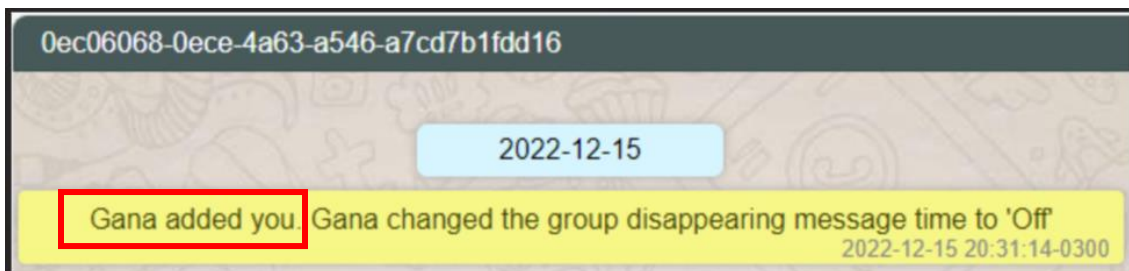 0ec06068-0ece-4a63-a546-a7cd7b1fdd16
2022-12-15
Gana added you. Gana changed the group disappearing message time to 'Off'
2022-12-15 20:31:14-0300